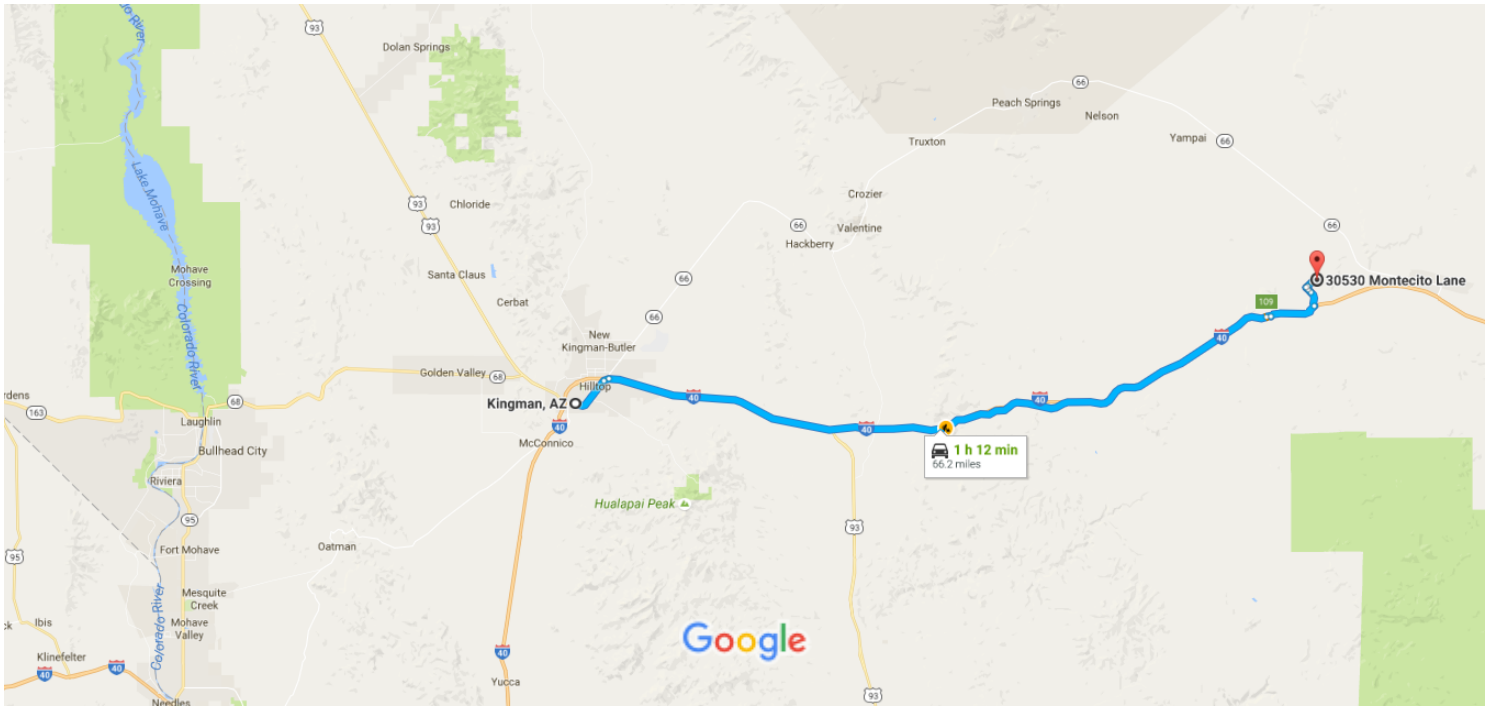 do River
93
Dolan Springs
66
Peach Springs
Nelson
Truxton
Yampai
66
Lake Mohave
93
93
Chloride
Crozier
66
Valentine
Hackberry
66
Mohave
Crossing
Santa Claus
66
30530 Montecito Lane
109
Cerbat
66
Colorado River
New
Kingman-Butler
40
Golden Valley
68
Hilltop
40
40
rdens
163
68
Kingman, AZ
Laughlin
40
40
McConnico
Bullhead City
1 h 12 min
66.2 miles
Riviera
Hualapai Peak
95
93
95
Fort Mohave
Oatman
Colorado River
Mesquite
Creek
ck
Ibis
Mohave
Valley
Google
Klinefelter
40
40
40
Yucca
93
Needles